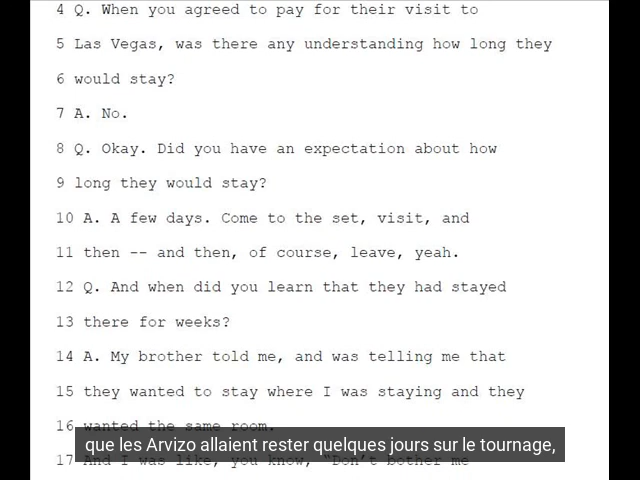 4 Q. When you agreed to pay for their visit to
5 Las Vegas, was there any understanding how long they
6 would stay?
7 A. No.
8 Q. Okay. Did you have an expectation about how
9 long they would stay?
10 A. A few days. Come to the set, visit, and
11 then -- and then, of course, leave, yeah.
12 Q. And when did you learn that they had stayed
13 there for weeks?
14 A. My brother told me, and was telling me that
15 they wanted to stay where I was staying and they
16 wanted the same room.
que les Arvizo allaient rester quelques jours sur le tournage,
17 And I was like, you know, “Don’t bother me